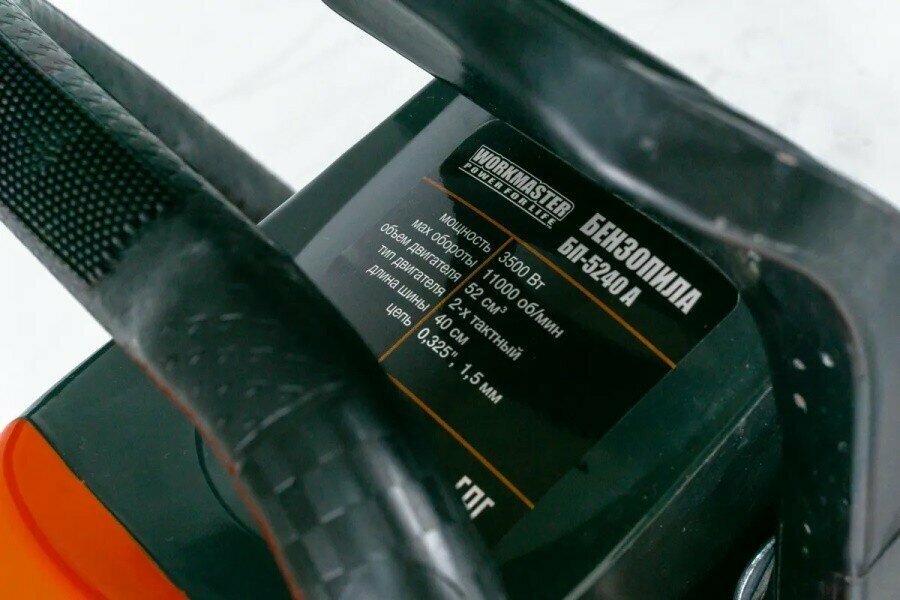 WORKMASTER
POWER FOR LIFE
БЕНЗОПИЛА
БП-5240 А
мощность 3500 Вт
мах обороты 11000 об/мин
объем двигателя 52 см³
тип двигателя 2-х тактный
длина шины 40 см
цепь 0,325", 1,5 мм